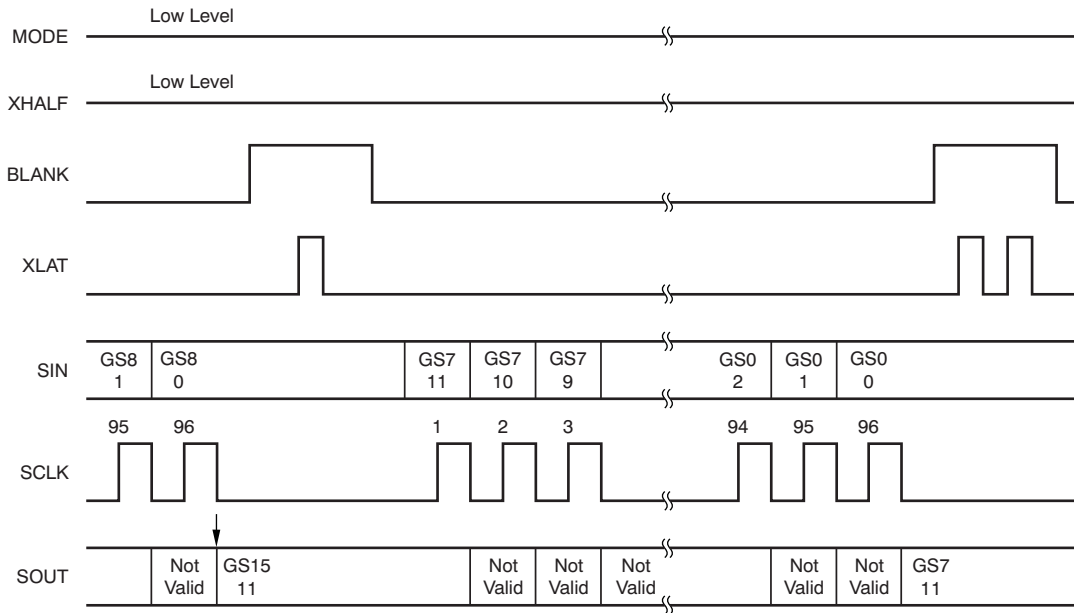 Low Level
MODE
Low Level
XHALF
BLANK
XLAT
SIN
GS8 GS8 GS7 GS7 GS7 GS0 GS0 GS0
1 0 11 10 9 2 1 0
95 96 1 2 3 94 95 96
SCLK
SOUT
Not GS15 Not Not Not Not Not GS7
Valid 11 Valid Valid Valid Valid Valid 11